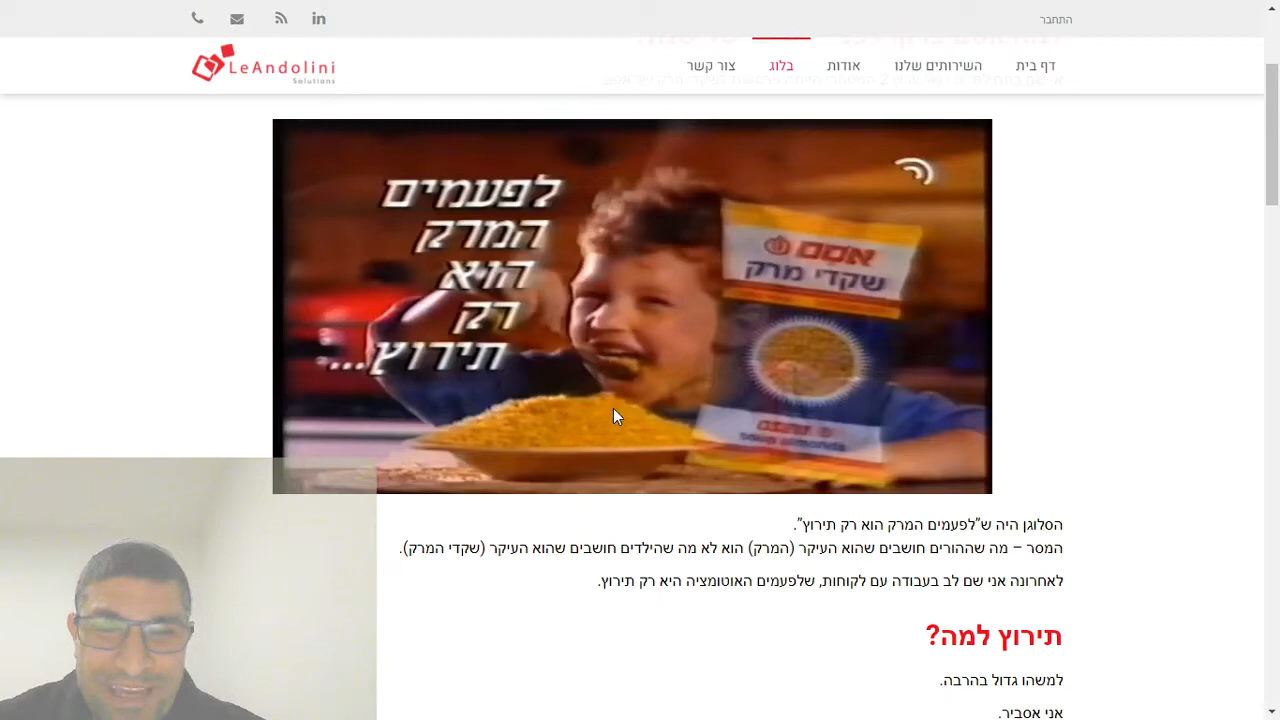 התחבר
LeAndolini
Solutions
דף בית
השירותים שלנו
אודות
בלוג
צור קשר
לפעמים
המרק
הוא
רק
תירוץ...
אסם
שקדי מרק
אסם
soup almonds
הסלוגן היה ש”לפעמים המרק הוא רק תירוץ”.
המסר – מה שההורים חושבים שהוא העיקר (המרק) הוא לא מה שהילדים חושבים שהוא העיקר (שקדי המרק).
לאחרונה אני שם לב בעבודה עם לקוחות, שלפעמים האוטומציה היא רק תירוץ.
תירוץ למה?
למשהו גדול בהרבה.
אני אסביר.